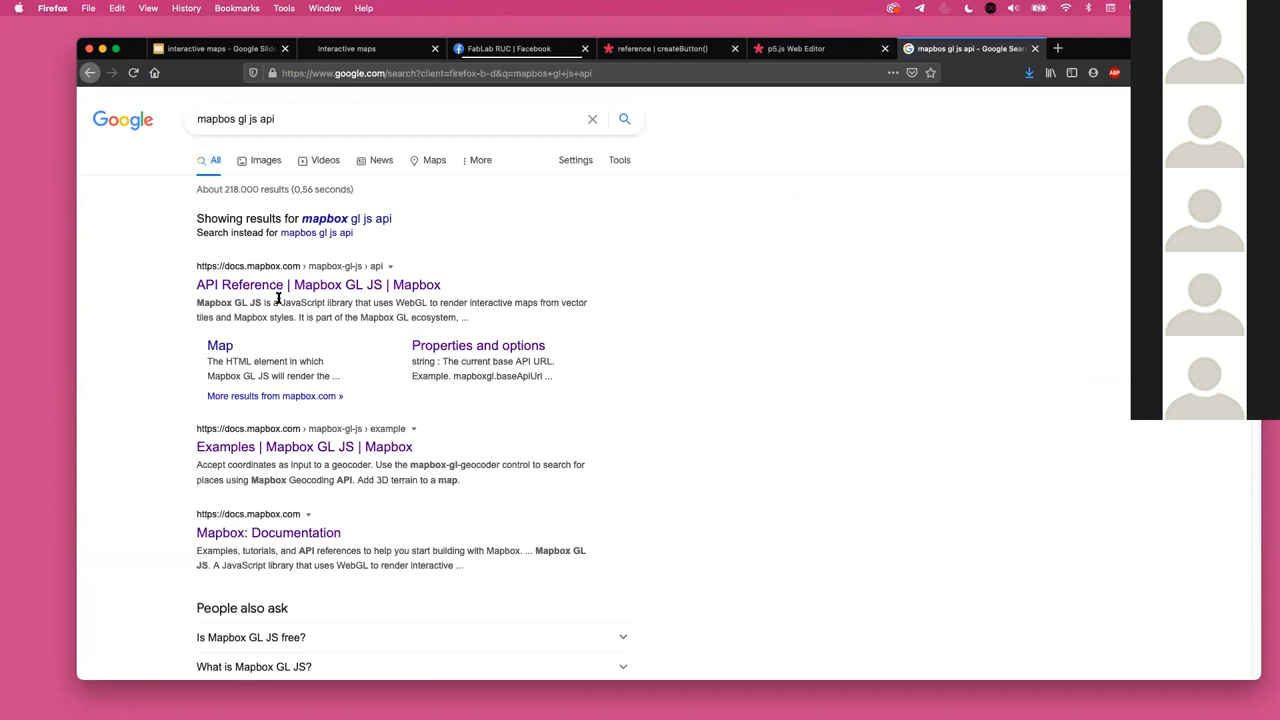 Firefox File Edit View History Bookmarks Tools Window Help
interactive maps - Google Slid
Interactive maps
FabLab RUC | Facebook
reference | createButton()
p5.js Web Editor
mapbos gl js api - Google Sear
https://www.google.com/search?client=firefox-b-d&q=mapbos+gl+js+api
ABP
Google
mapbos gl js api
All Images Videos News Maps More Settings Tools
About 218.000 results (0,56 seconds)
Showing results for mapbox gl js api
Search instead for mapbos gl js api
https://docs.mapbox.com › mapbox-gl-js › api
API Reference | Mapbox GL JS | Mapbox
Mapbox GL JS is a JavaScript library that uses WebGL to render interactive maps from vector
tiles and Mapbox styles. It is part of the Mapbox GL ecosystem, ...
Map
The HTML element in which
Mapbox GL JS will render the ...
Properties and options
string : The current base API URL.
Example. mapboxgl.baseApiUrl ...
More results from mapbox.com »
https://docs.mapbox.com › mapbox-gl-js › example
Examples | Mapbox GL JS | Mapbox
Accept coordinates as input to a geocoder. Use the mapbox-gl-geocoder control to search for
places using Mapbox Geocoding API. Add 3D terrain to a map.
https://docs.mapbox.com
Mapbox: Documentation
Examples, tutorials, and API references to help you start building with Mapbox. ... Mapbox GL
JS. A JavaScript library that uses WebGL to render interactive ...
People also ask
Is Mapbox GL JS free?
What is Mapbox GL JS?